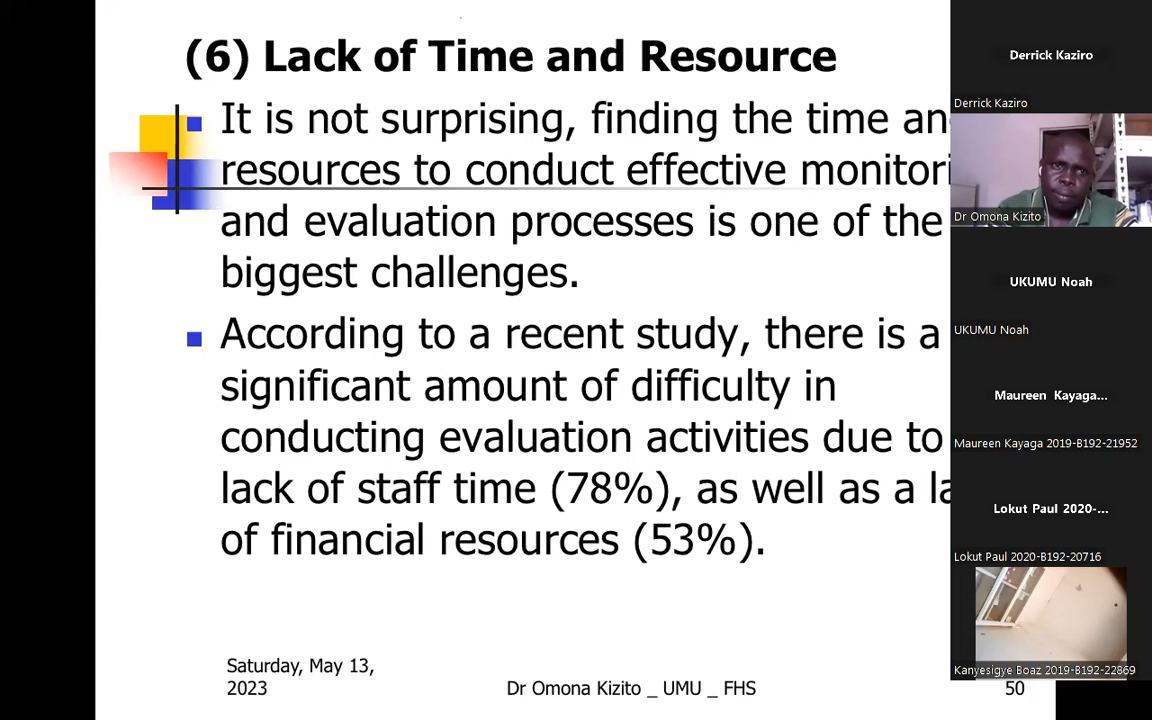 (6) Lack of Time and Resource
It is not surprising, finding the time an
resources to conduct effective monitori
and evaluation processes is one of the
biggest challenges.
According to a recent study, there is a
significant amount of difficulty in
conducting evaluation activities due to
lack of staff time (78%), as well as a la
of financial resources (53%).
Saturday, May 13,
2023
Dr Omona Kizito _ UMU _ FHS
50
Derrick Kaziro
Derrick Kaziro
Dr Omona Kizito
UKUMU Noah
UKUMU Noah
Maureen Kayaga...
Maureen Kayaga 2019-B192-21952
Lokut Paul 2020-...
Lokut Paul 2020-B192-20716
Kanyesigye Boaz 2019-B192-22869